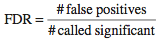 FDR = # false positives / # called significant